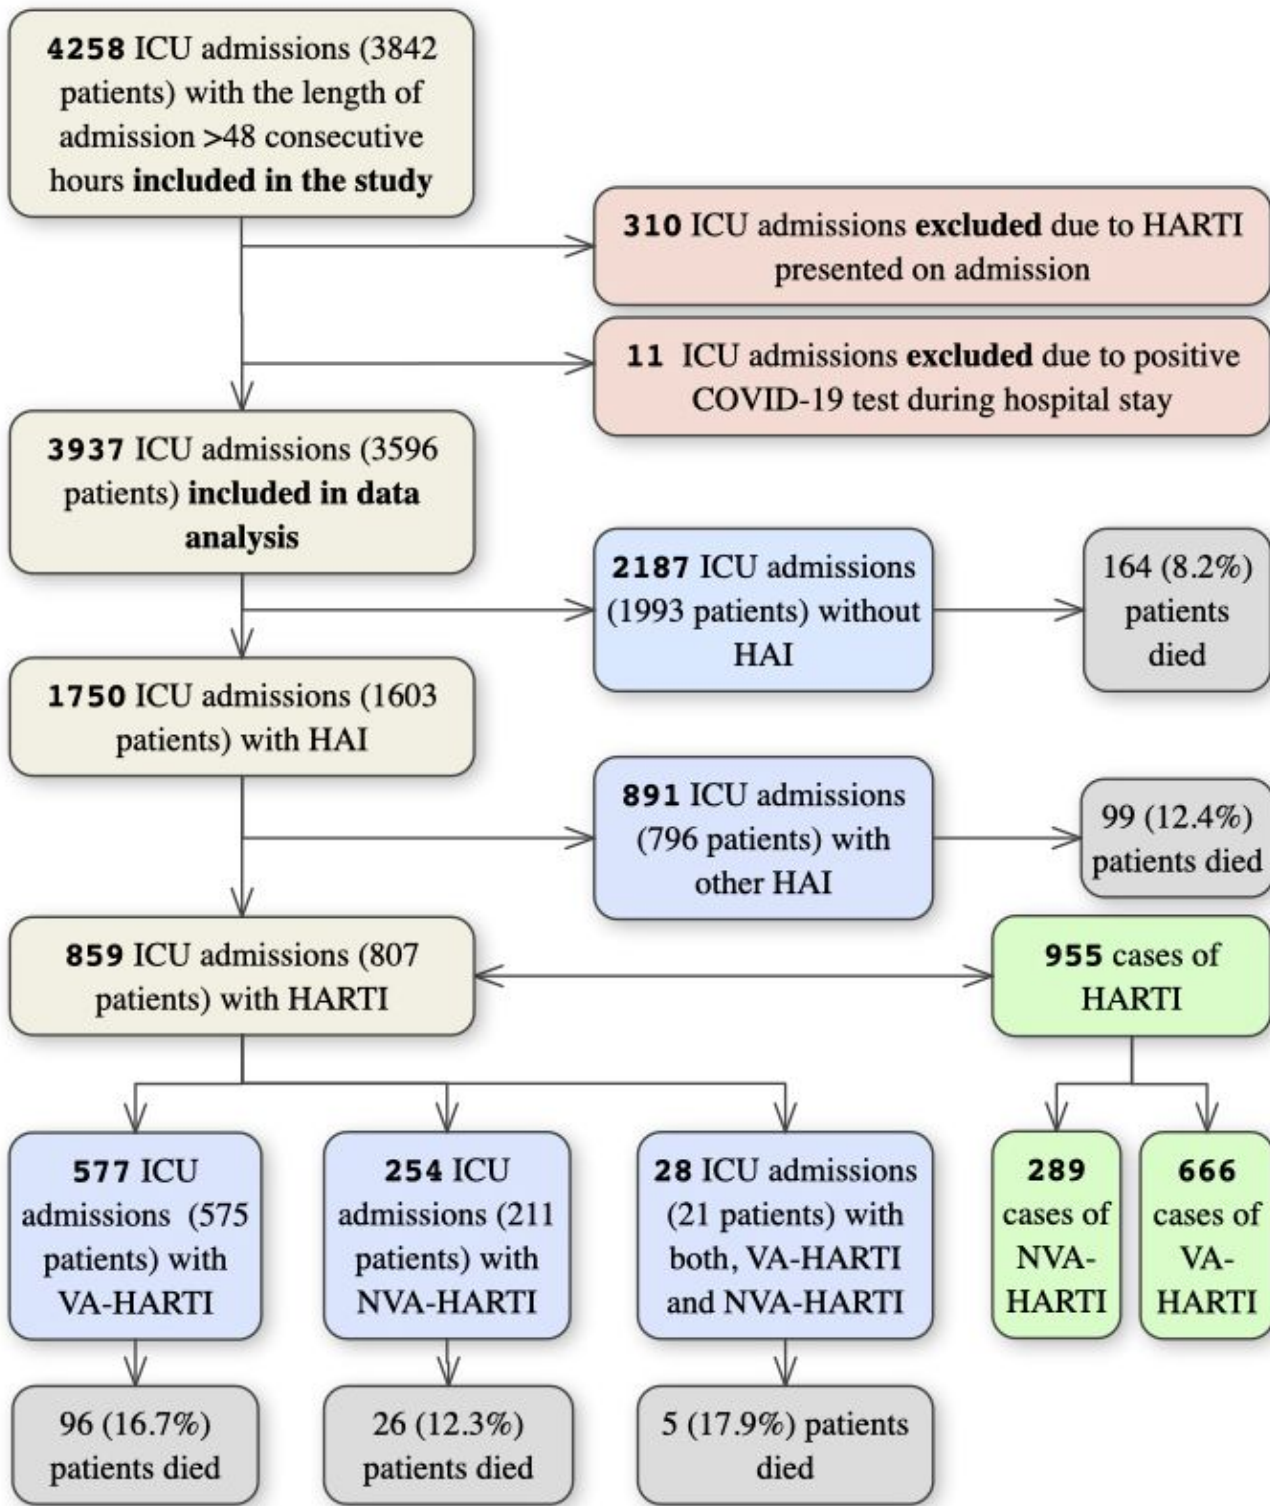 4258 ICU admissions (3842
patients) with the length of
admission >48 consecutive
hours included in the study
310 ICU admissions excluded due to HARTI
presented on admission
11 ICU admissions excluded due to positive
COVID-19 test during hospital stay
3937 ICU admissions (3596
patients) included in data
analysis
2187 ICU admissions
(1993 patients) without
HAI
164 (8.2%)
patients
died
1750 ICU admissions (1603
patients) with HAI
891 ICU admissions
(796 patients) with
other HAI
99 (12.4%)
patients died
859 ICU admissions (807
patients) with HARTI
955 cases of
HARTI
577 ICU
admissions (575
patients) with
VA-HARTI
254 ICU
admissions (211
patients) with
NVA-HARTI
28 ICU admissions
(21 patients) with
both, VA-HARTI
and NVA-HARTI
289
cases of
NVA-
HARTI
666
cases of
VA-
HARTI
96 (16.7%)
patients died
26 (12.3%)
patients died
5 (17.9%) patients
died